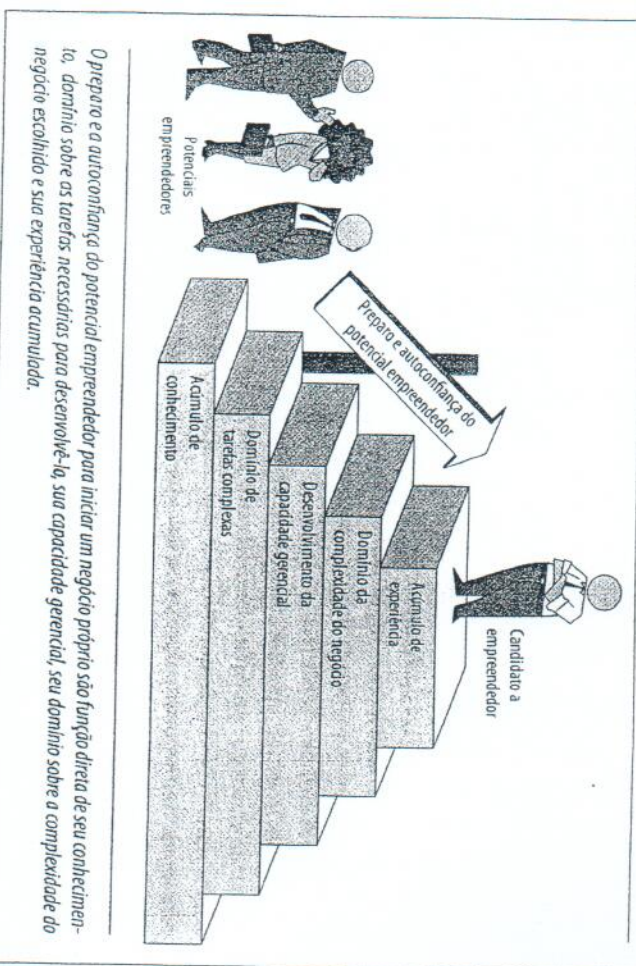 Candidato a
empreendedor
Preparo e autoconfiança do
potencial empreendedor
Potenciais
empreendedores
Acúmulo de
experiência
Domínio da
complexidade do negócio
Desenvolvimento da
capacidade gerencial
Domínio de
tarefas complexas
Acúmulo de
conhecimento
O preparo e a autoconfiança do potencial empreendedor para iniciar um negócio próprio são função direta de seu conhecimen-
to, domínio sobre as tarefas necessárias para desenvolvê-lo, sua capacidade gerencial, seu domínio sobre a complexidade do
negócio escolhido e sua experiência acumulada.